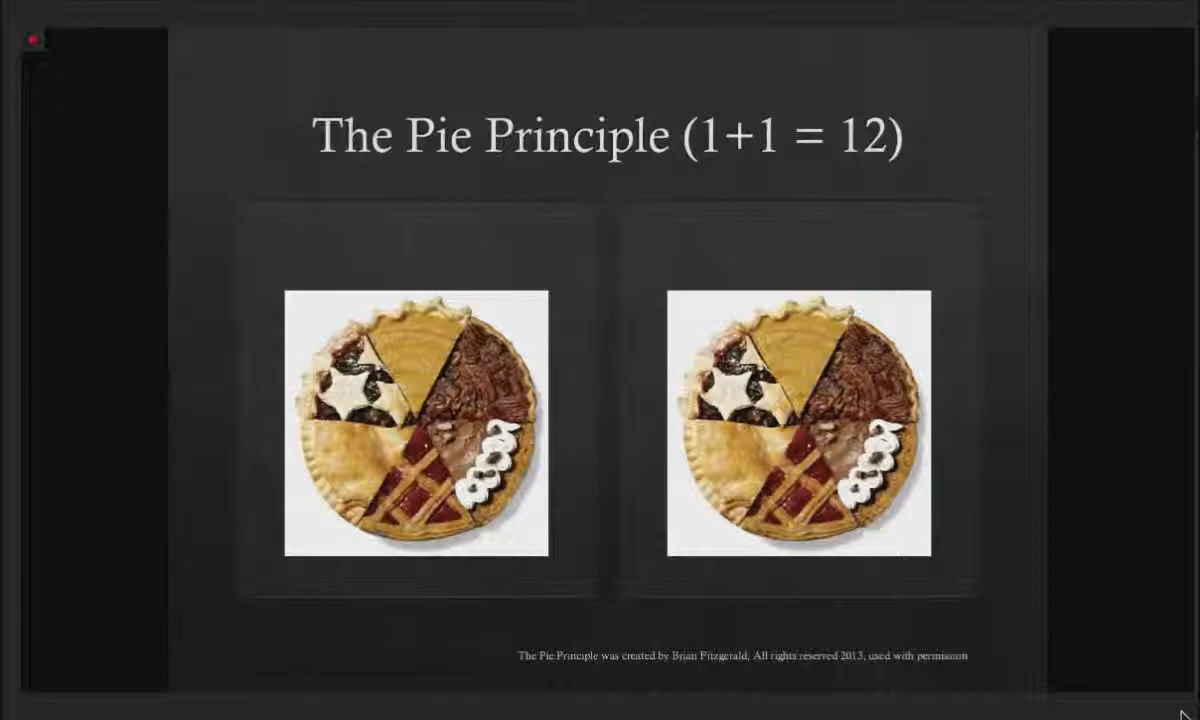 The Pie Principle (1+1 = 12)
The Pie Principle was created by Brian Fitzgerald, All rights reserved 2013, used with permission